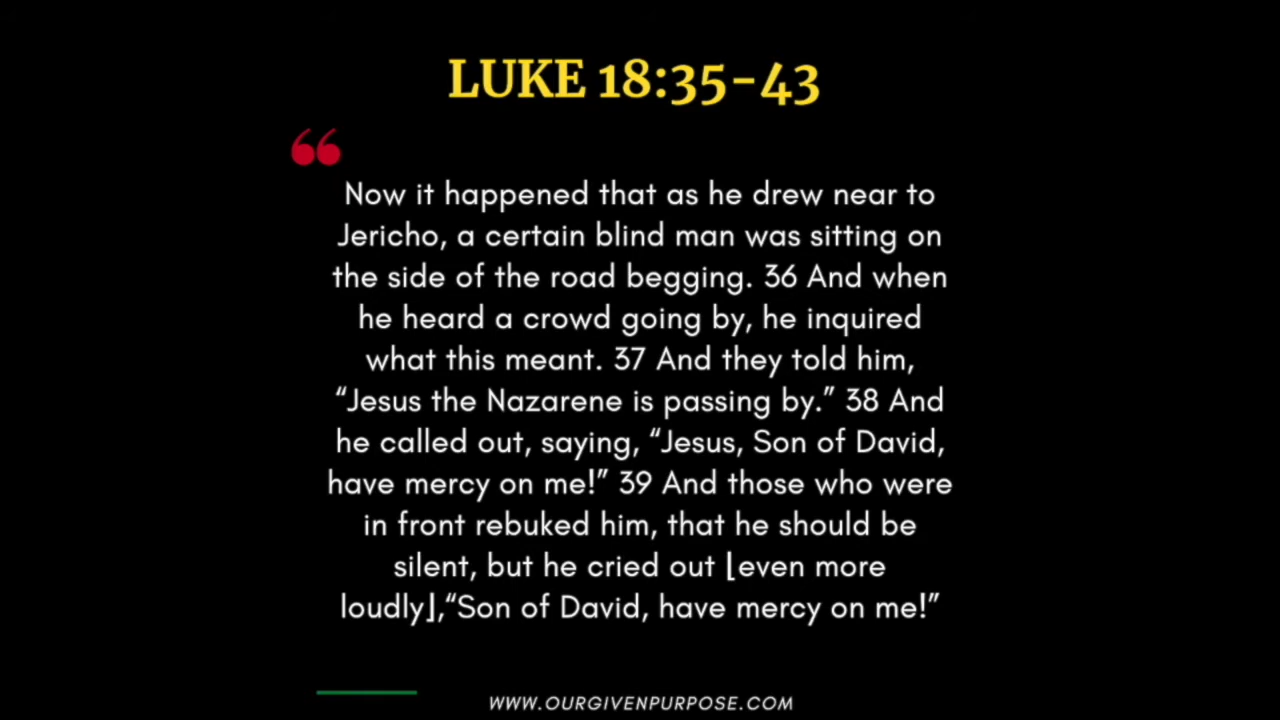 LUKE 18:35-43
“
Now it happened that as he drew near to
Jericho, a certain blind man was sitting on
the side of the road begging. 36 And when
he heard a crowd going by, he inquired
what this meant. 37 And they told him,
“Jesus the Nazarene is passing by.” 38 And
he called out, saying, “Jesus, Son of David,
have mercy on me!” 39 And those who were
in front rebuked him, that he should be
silent, but he cried out ⌊even more
loudly⌋,“Son of David, have mercy on me!”
WWW.OURGIVENPURPOSE.COM